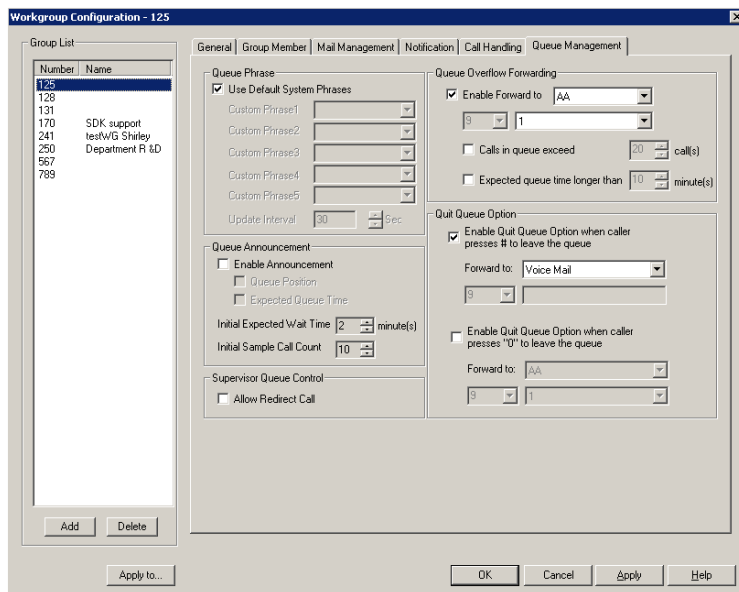 Workgroup Configuration - 125
Group List
Number Name
125
128
131
170 SDK support
241 testWG Shirley
250 Department R &D
567
789
Add Delete
Apply to...
General Group Member Mail Management Notification Call Handling Queue Management
Queue Phrase
Use Default System Phrases
Custom Phrase1
Custom Phrase2
Custom Phrase3
Custom Phrase4
Custom Phrase5
Update Interval 30 Sec
Queue Announcement
Enable Announcement
Queue Position
Expected Queue Time
Initial Expected Wait Time 2 minute(s)
Initial Sample Call Count 10
Supervisor Queue Control
Allow Redirect Call
Queue Overflow Forwarding
Enable Forward to AA
9 1
Calls in queue exceed 20 call(s)
Expected queue time longer than 10 minute(s)
Quit Queue Option
Enable Quit Queue Option when caller
presses # to leave the queue
Forward to: Voice Mail
9
Enable Quit Queue Option when caller
presses "0" to leave the queue
Forward to: AA
9 1
OK Cancel Apply Help